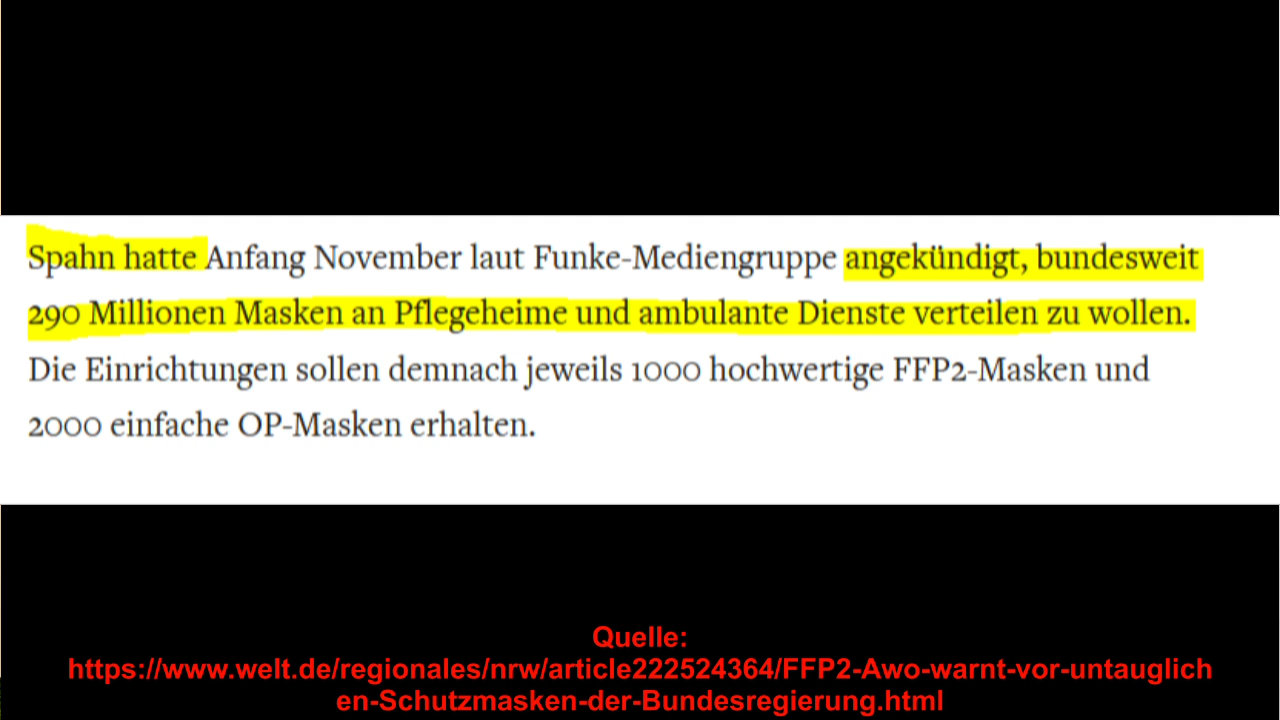 Spahn hatte Anfang November laut Funke-Mediengruppe angekündigt, bundesweit
290 Millionen Masken an Pflegeheime und ambulante Dienste verteilen zu wollen.
Die Einrichtungen sollen demnach jeweils 1000 hochwertige FFP2-Masken und
2000 einfache OP-Masken erhalten.
Quelle:
https://www.welt.de/regionales/nrw/article222524364/FFP2-Awo-warnt-vor-untauglich
en-Schutzmasken-der-Bundesregierung.html